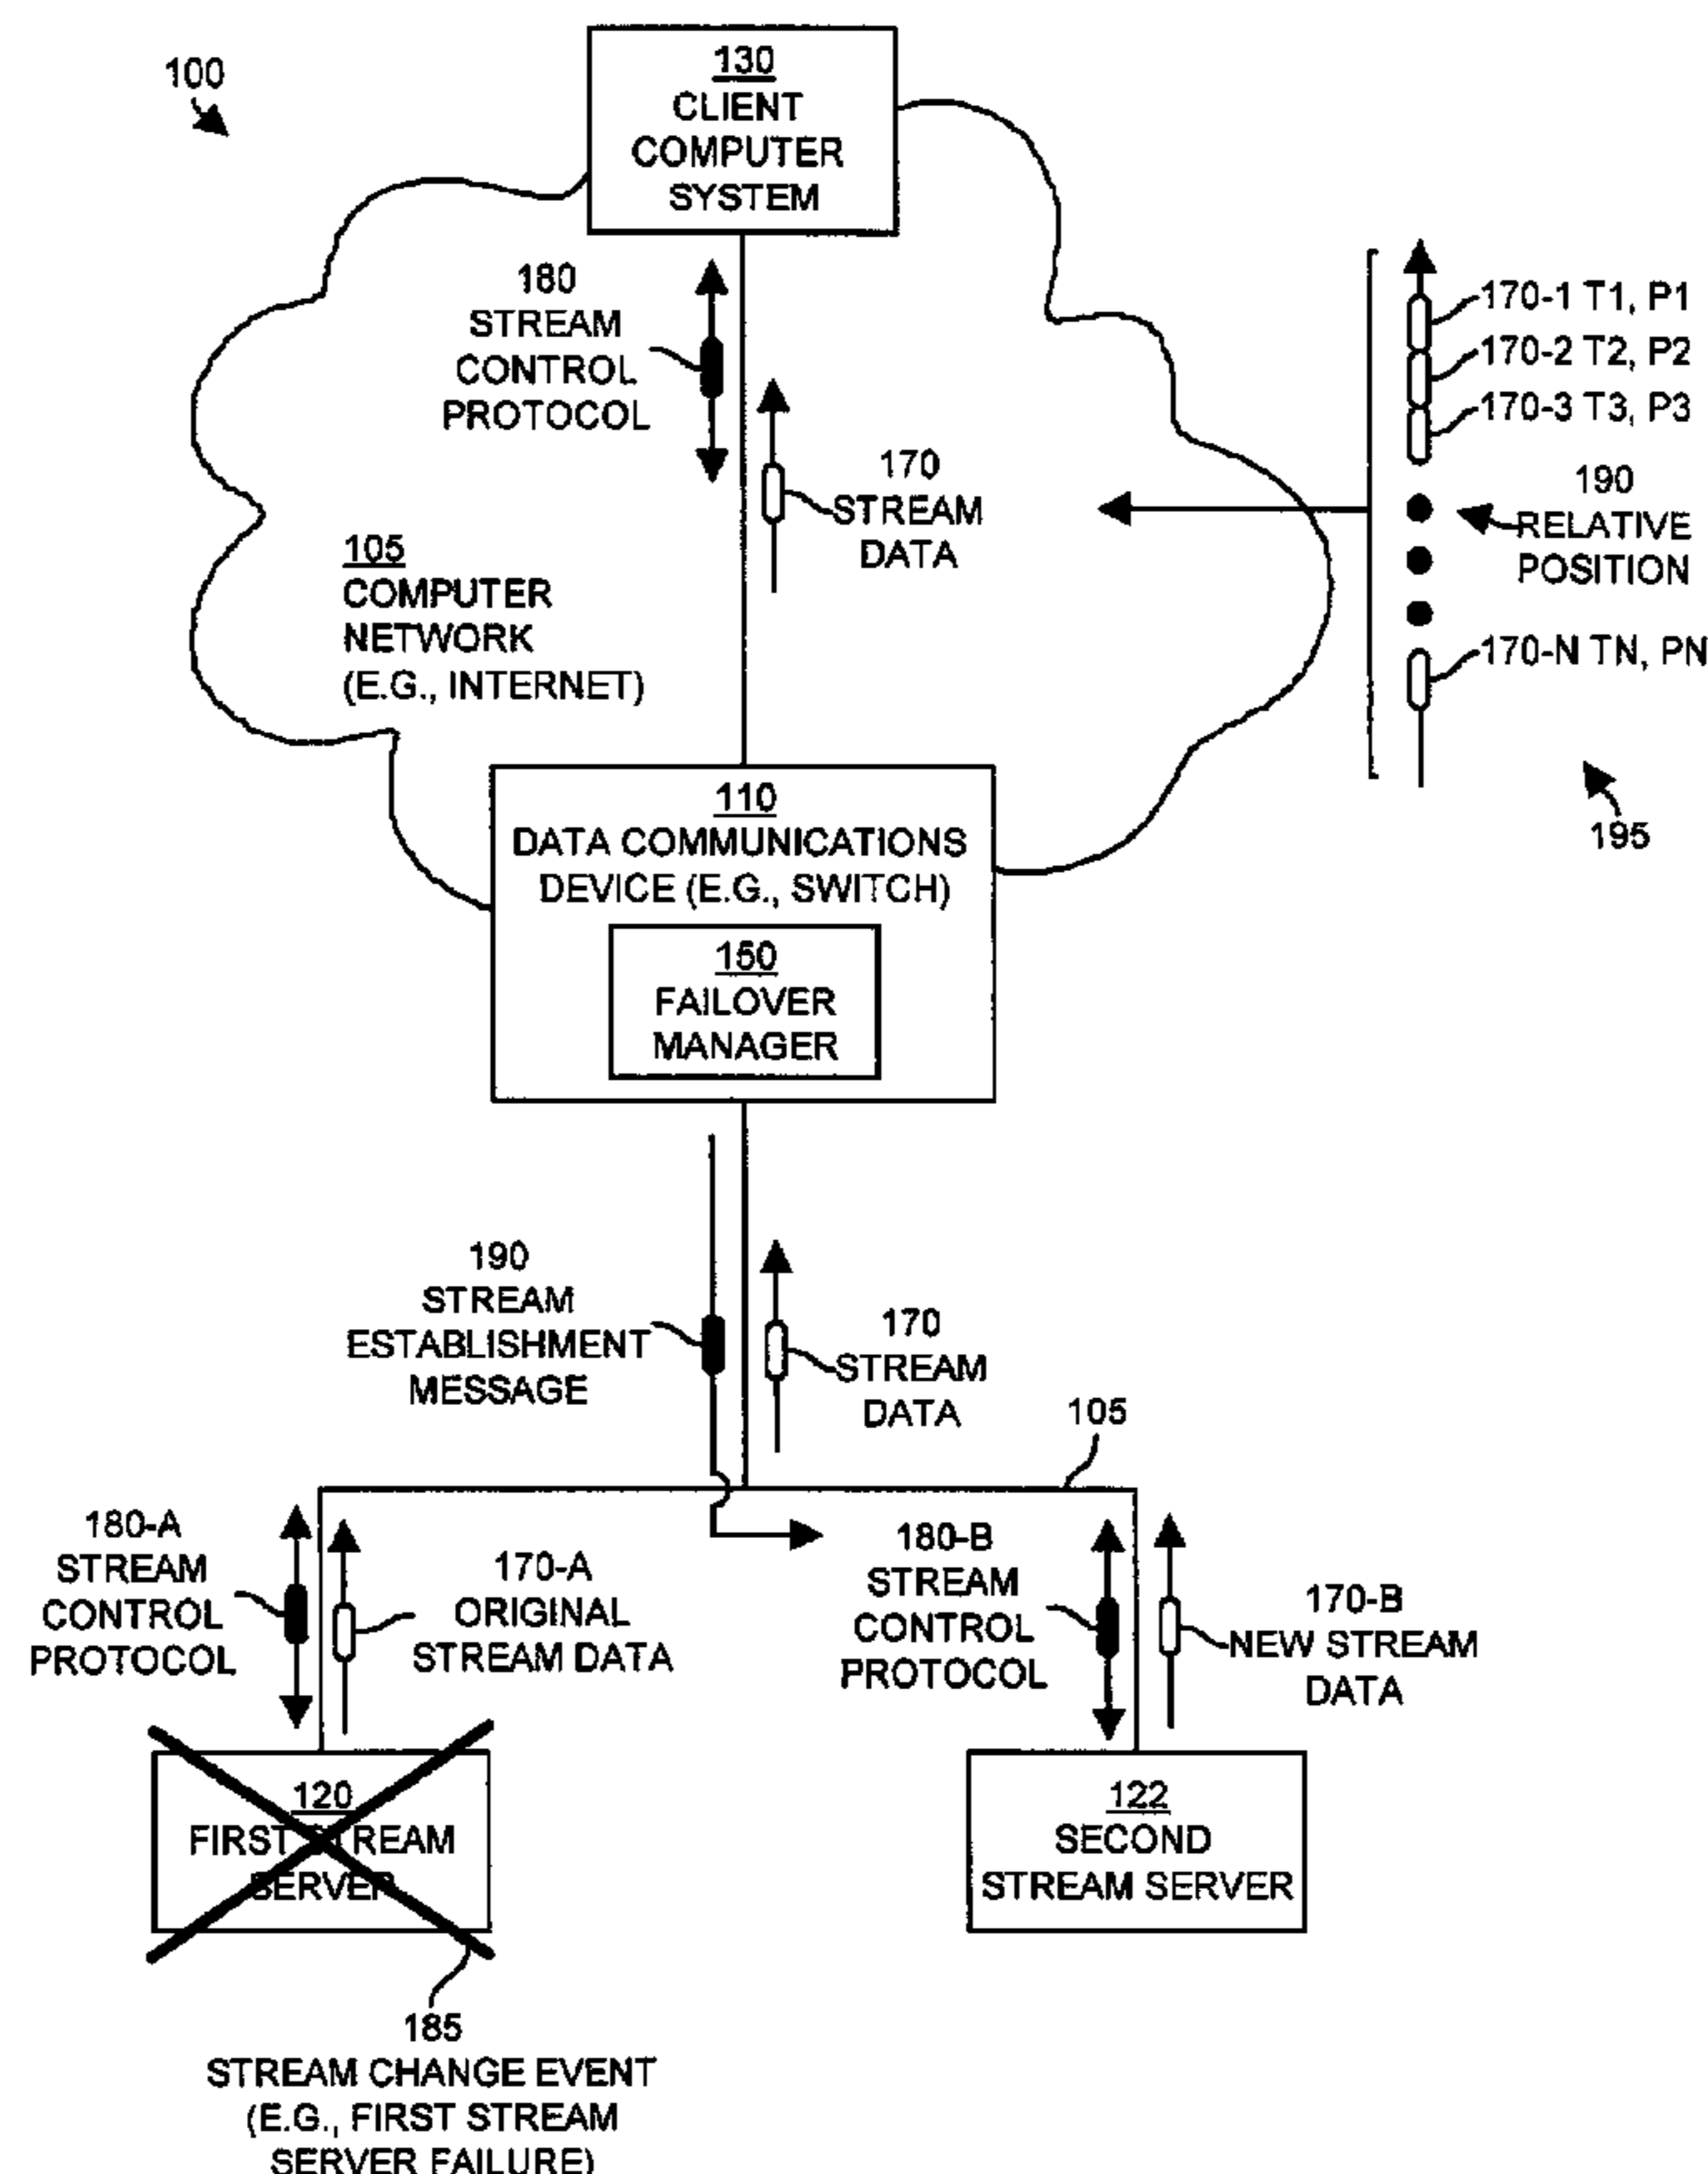 100
130
CLIENT
COMPUTER
SYSTEM
180
STREAM
CONTROL
PROTOCOL
170
STREAM
DATA
105
COMPUTER
NETWORK
(E.G., INTERNET)
170-1 T1, P1
170-2 T2, P2
170-3 T3, P3
190
RELATIVE
POSITION
170-N TN, PN
195
110
DATA COMMUNICATIONS
DEVICE (E.G., SWITCH)
150
FAILOVER
MANAGER
190
STREAM
ESTABLISHMENT
MESSAGE
170
STREAM
DATA
105
180-A
STREAM
CONTROL
PROTOCOL
170-A
ORIGINAL
STREAM DATA
180-B
STREAM
CONTROL
PROTOCOL
170-B
NEW STREAM
DATA
120
FIRST STREAM
SERVER
122
SECOND
STREAM SERVER
185
STREAM CHANGE EVENT
(E.G., FIRST STREAM
SERVER FAILURE)